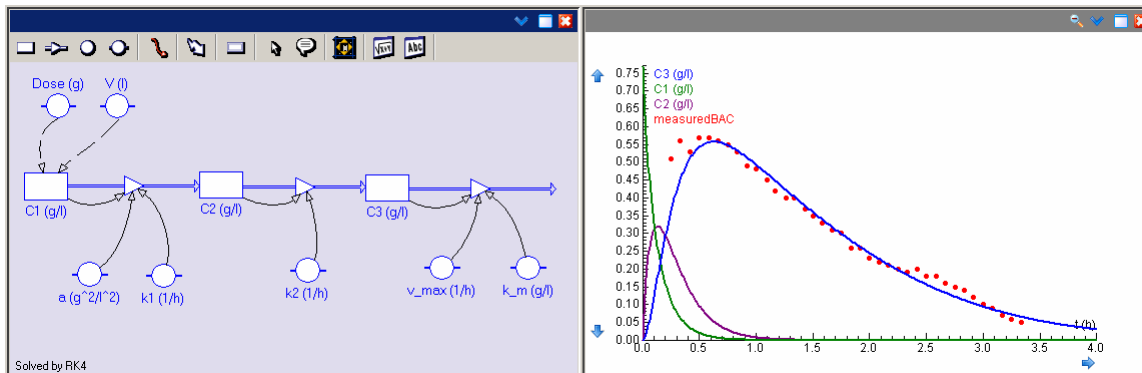 √x+y
Abc
Dose (g)
V (l)
C1 (g/l)
C2 (g/l)
C3 (g/l)
a (g^2/l^2)
k1 (1/h)
k2 (1/h)
v_max (1/h)
k_m (g/l)
Solved by RK4
C3 (g/l)
C1 (g/l)
C2 (g/l)
measuredBAC
0.75
0.70
0.65
0.60
0.55
0.50
0.45
0.40
0.35
0.30
0.25
0.20
0.15
0.10
0.05
0.00
t (h)
0.0 0.5 1.0 1.5 2.0 2.5 3.0 3.5 4.0